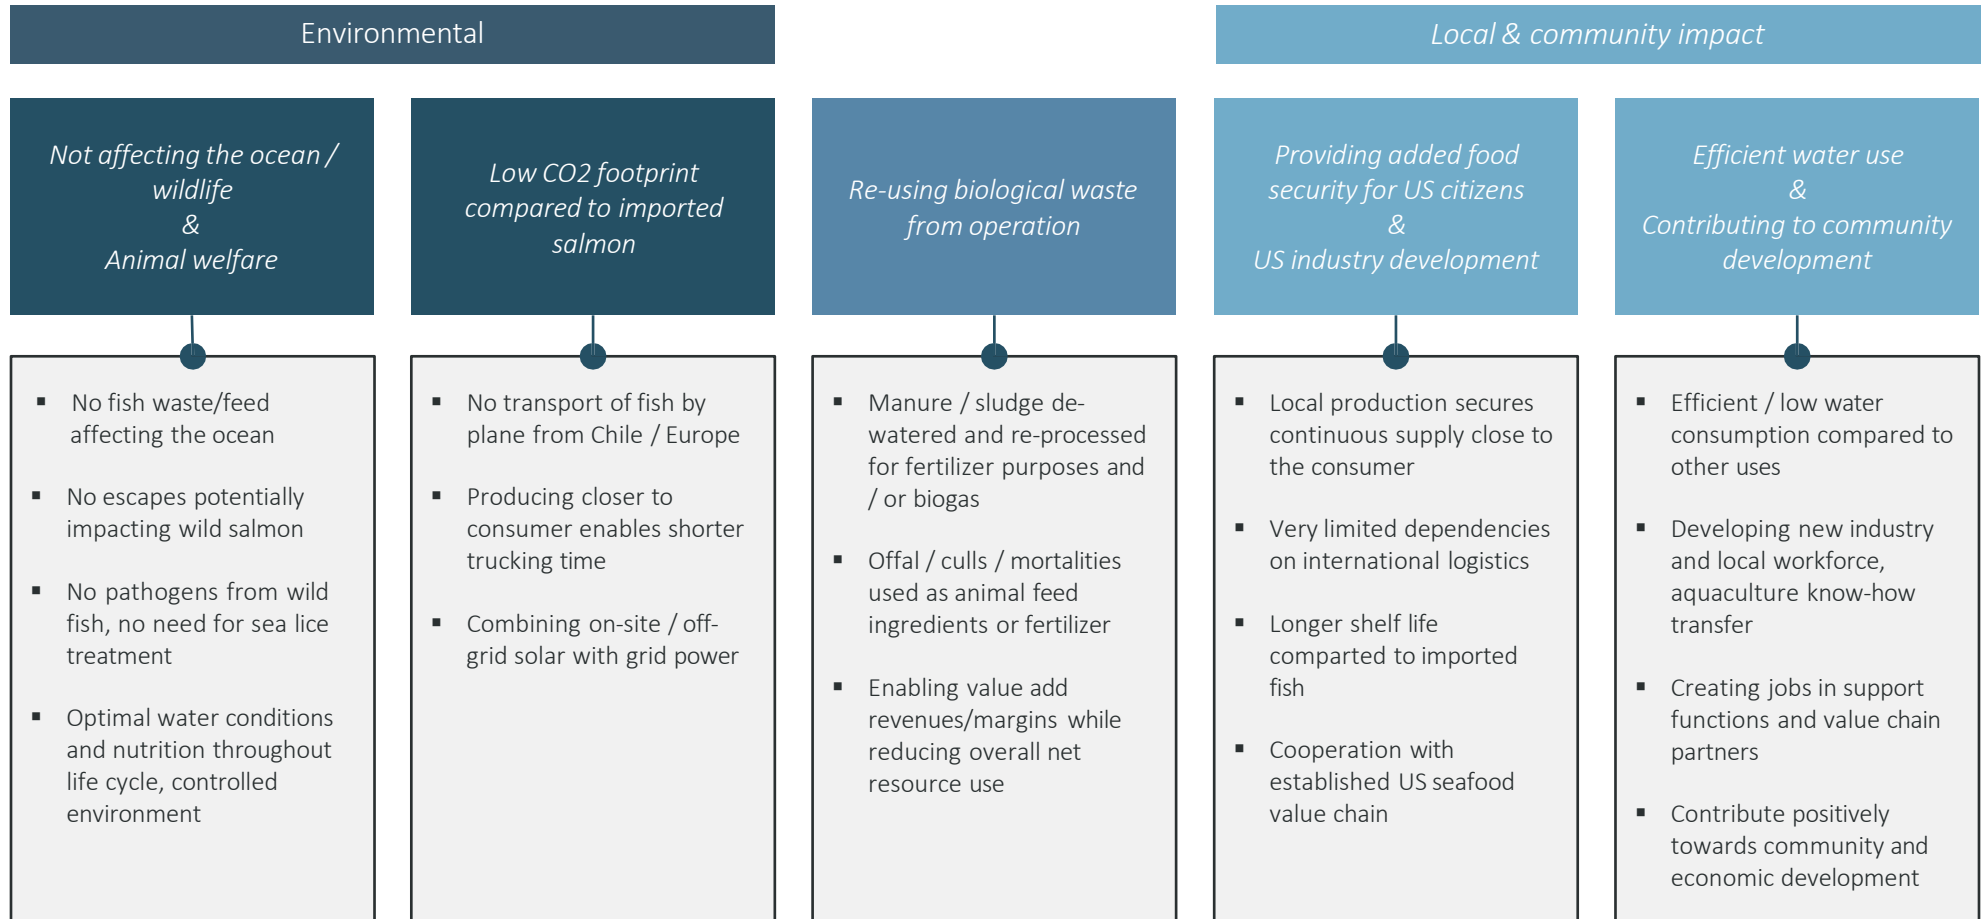 Environmental
Local & community impact
Not affecting the ocean /
wildlife
&
Animal welfare
Low CO2 footprint
compared to imported
salmon
Re-using biological waste
from operation
Providing added food
security for US citizens
&
US industry development
Efficient water use
&
Contributing to community
development
▪ No fish waste/feed
affecting the ocean
▪ No escapes potentially
impacting wild salmon
▪ No pathogens from wild
fish, no need for sea lice
treatment
▪ Optimal water conditions
and nutrition throughout
life cycle, controlled
environment
▪ No transport of fish by
plane from Chile / Europe
▪ Producing closer to
consumer enables shorter
trucking time
▪ Combining on-site / off-
grid solar with grid power
▪ Manure / sludge de-
watered and re-processed
for fertilizer purposes and
/ or biogas
▪ Offal / culls / mortalities
used as animal feed
ingredients or fertilizer
▪ Enabling value add
revenues/margins while
reducing overall net
resource use
▪ Local production secures
continuous supply close to
the consumer
▪ Very limited dependencies
on international logistics
▪ Longer shelf life
comparted to imported
fish
▪ Cooperation with
established US seafood
value chain
▪ Efficient / low water
consumption compared to
other uses
▪ Developing new industry
and local workforce,
aquaculture know-how
transfer
▪ Creating jobs in support
functions and value chain
partners
▪ Contribute positively
towards community and
economic development